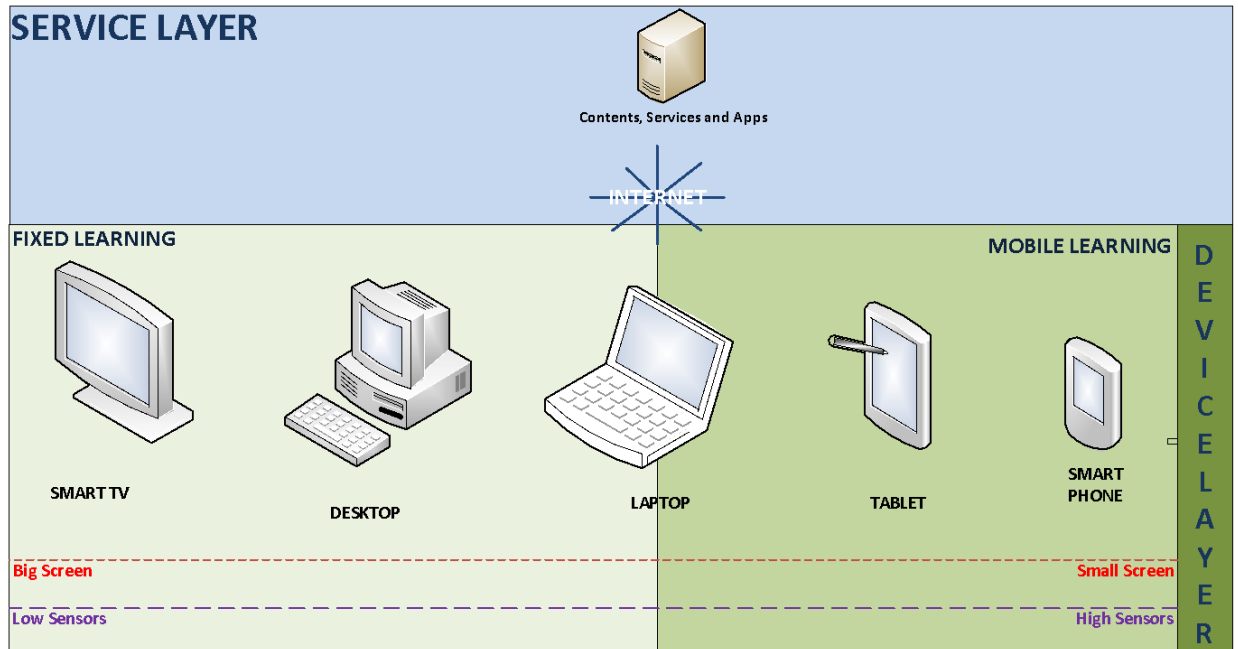 SERVICE LAYER
Contents, Services and Apps
INTERNET
FIXED LEARNING
MOBILE LEARNING
SMART TV
DESKTOP
LAPTOP
TABLET
SMART
PHONE
Big Screen
Small Screen
Low Sensors
High Sensors
D
E
V
I
C
E
L
A
Y
E
R